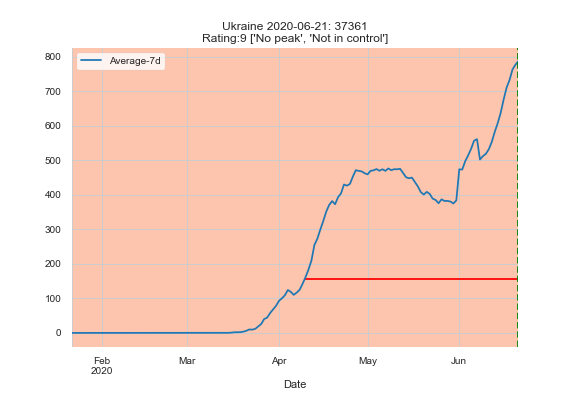 Ukraine 2020-06-21: 37361
Rating:9 ['No peak', 'Not in control']
Average-7d
800
700
600
500
400
300
200
100
0
Feb
2020
Mar
Apr
May
Jun
Date